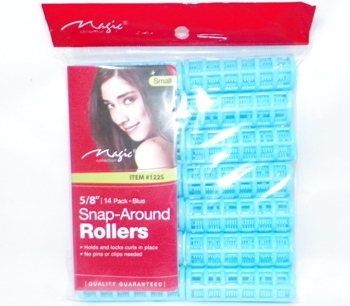 Magic
collection
Small
Magic
collection
ITEM #1225
5/8" | 14 Pack - Blue
Snap-Around
Rollers
• Holds and locks curls in place
• No pins or clips needed
[QUALITY GUARANTEED]